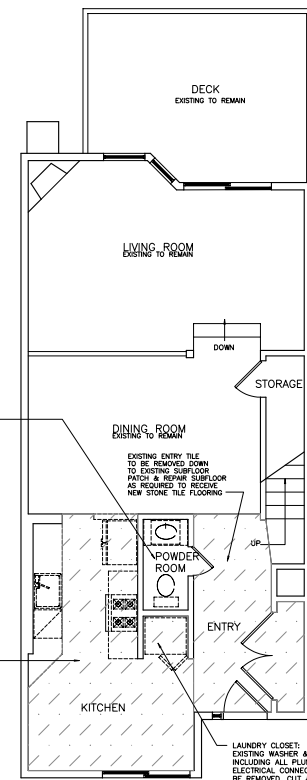 DECK
EXISTING TO REMAIN
LIVING ROOM
EXISTING TO REMAIN
DOWN
STORAGE
DINING ROOM
EXISTING TO REMAIN
EXISTING ENTRY TILE
TO BE REMOVED DOWN
TO EXISTING SUBFLOOR
PATCH & REPAIR SUBFLOOR
AS REQUIRED TO RECEIVE
NEW STONE TILE FLOORING
UP
POWDER
ROOM
ENTRY
KITCHEN
LAUNDRY CLOSET:
EXISTING WASHER &
INCLUDING ALL
ELECTRICAL
BE REMOVED. CUT